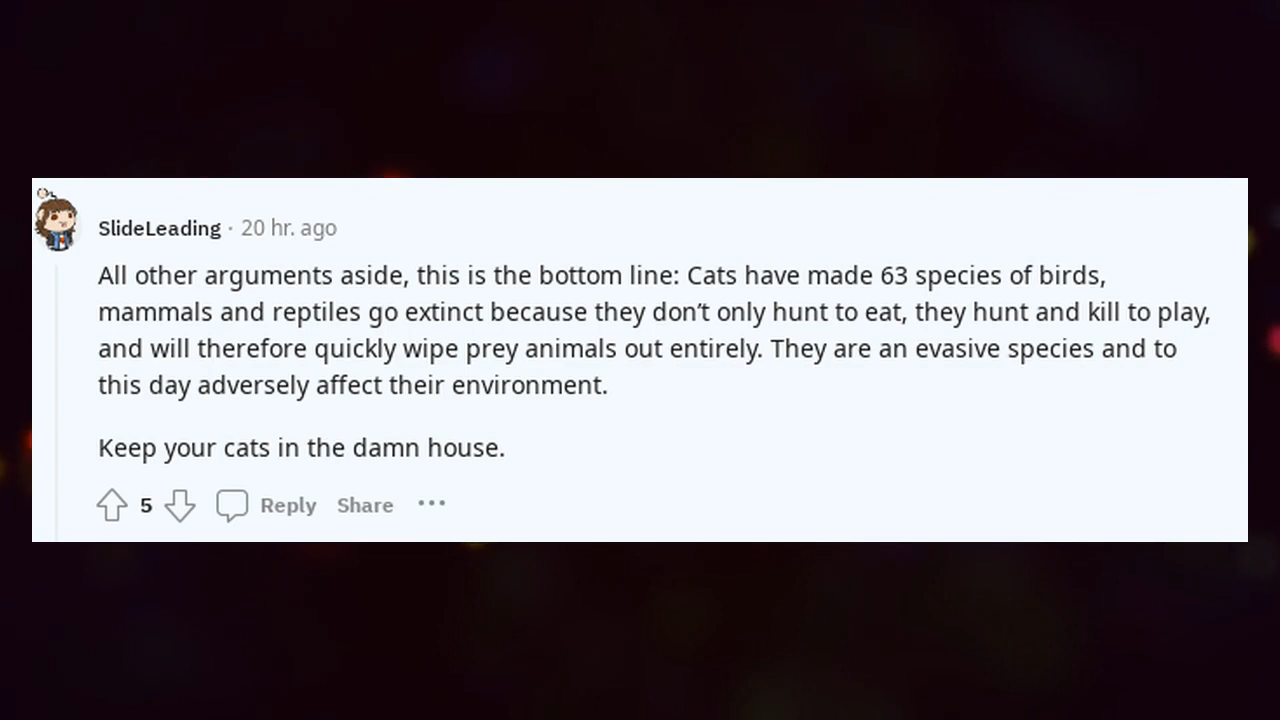 SlideLeading · 20 hr. ago
All other arguments aside, this is the bottom line: Cats have made 63 species of birds,
mammals and reptiles go extinct because they don’t only hunt to eat, they hunt and kill to play,
and will therefore quickly wipe prey animals out entirely. They are an evasive species and to
this day adversely affect their environment.
Keep your cats in the damn house.
5 Reply Share ···